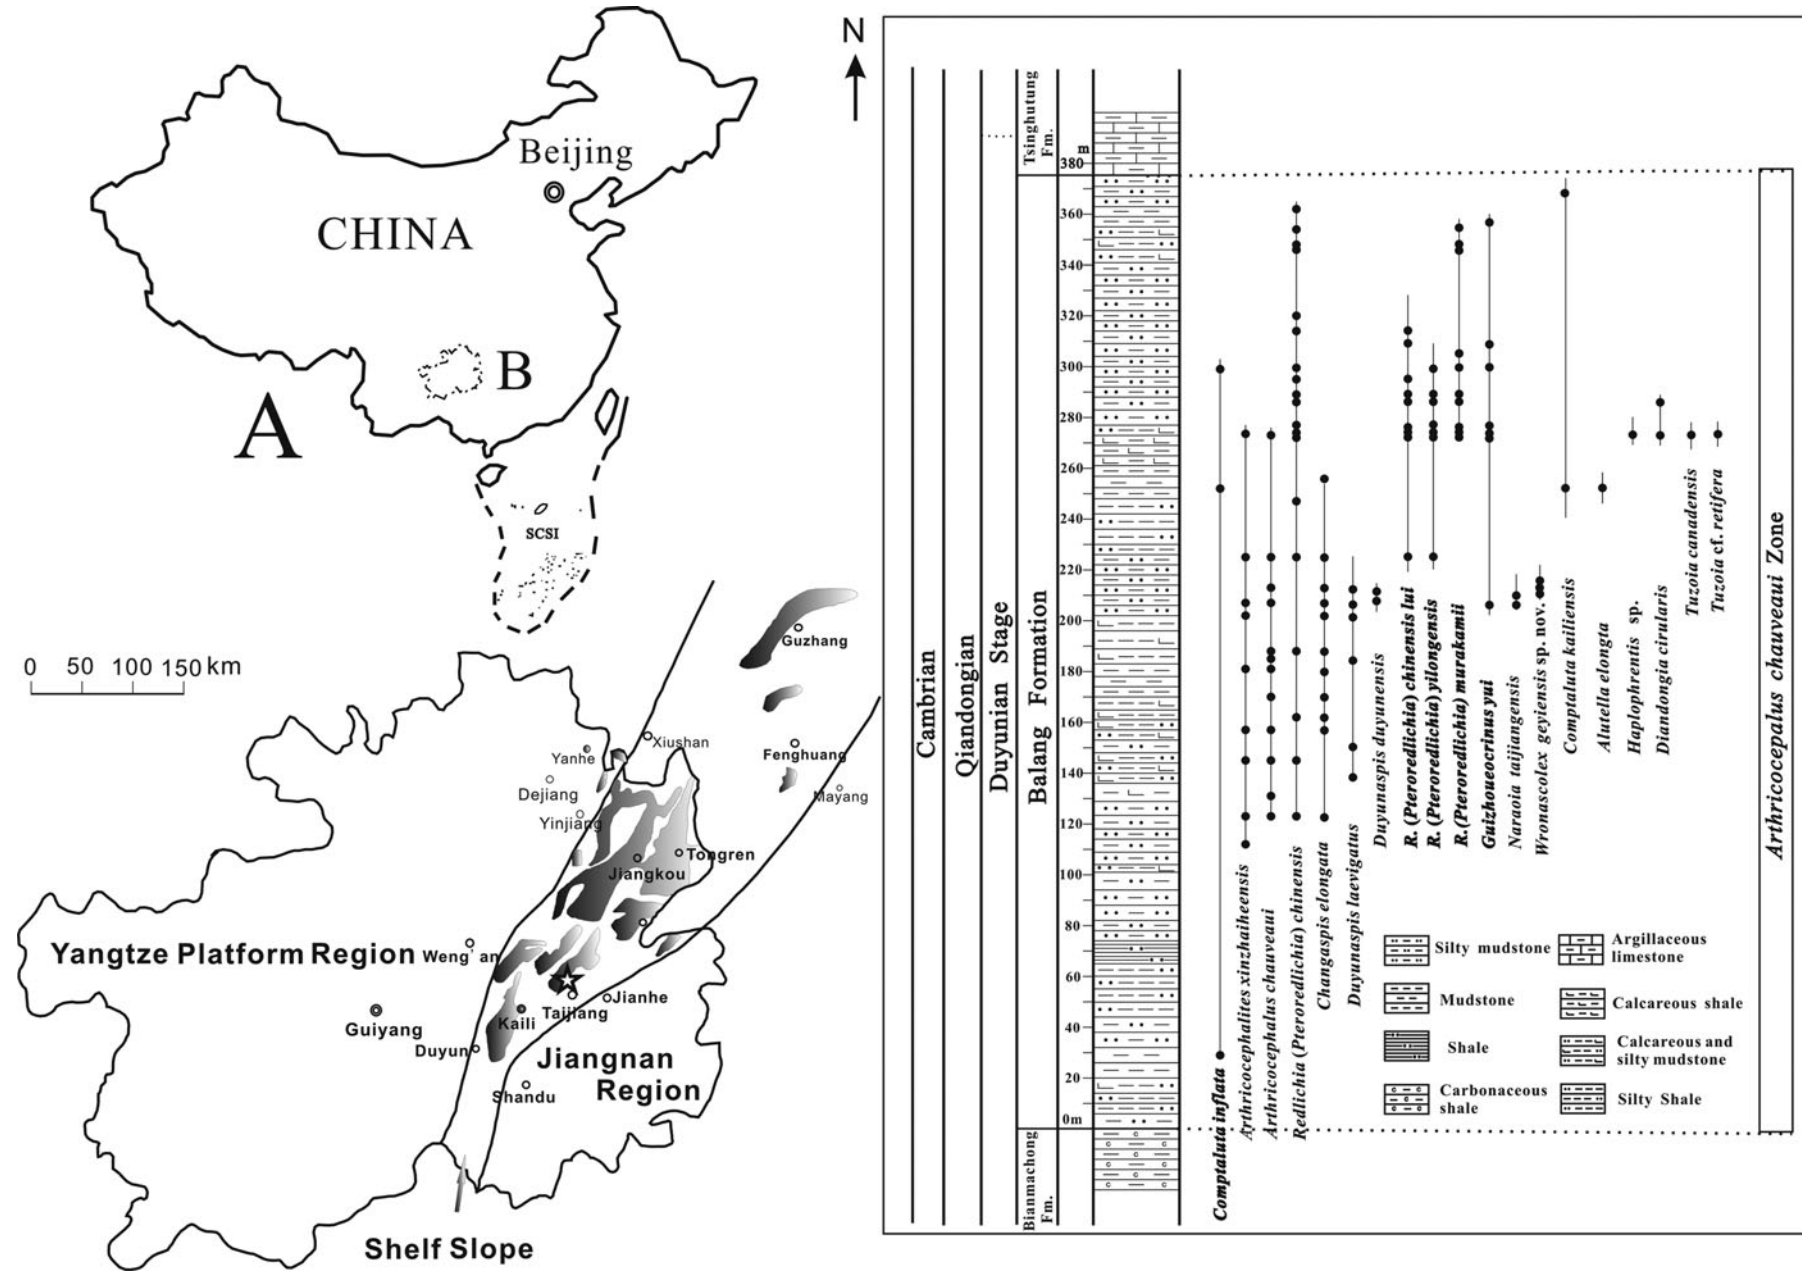 Beijing
CHINA
A
B
SCSI
N
0 50 100 150 km
Guzhang
Xiushan
Fenghuang
Mayang
Yanhe
Dejiang
Yinjiang
Tongren
Jiangkou
Yangtze Platform Region
Weng' an
Guiyang
Kaili
Taijiang
Jianhe
Duyun
Shandu
Jiangnan
Region
Shelf Slope
Cambrian
Qiandongian
Duyunian Stage
Tsinghutung
Fm.
Balang Formation
Bianmachong
Fm.
m
380
360
340
320
300
280
260
240
220
200
180
160
140
120
100
80
60
40
20
0m
Comptaluta inflata
Arthricocephalites xinzhaiheensis
Arthricocephalus chauveaui
Redlichia (Pteroredlichia) chinensis
Changaspis elongata
Duyunaspis laevigatus
Duyunaspis duyunensis
R. (Pteroredlichia) chinensis lui
R. (Pteroredlichia) yilongensis
R.(Pteroredlichia) murakamii
Guizhoueocrinus yui
Naraoia taijiangensis
Wronascolex geyiensis sp. nov.
Comptaluta kailiensis
Alutella elongta
Haplophrentis sp.
Diandongia cirularis
Tuzoia canadensis
Tuzoia cf. retifera
Arthricocepalus chauveaui Zone
Silty mudstone
Mudstone
Shale
Carbonaceous
shale
Argillaceous
limestone
Calcareous shale
Calcareous and
silty mudstone
Silty Shale